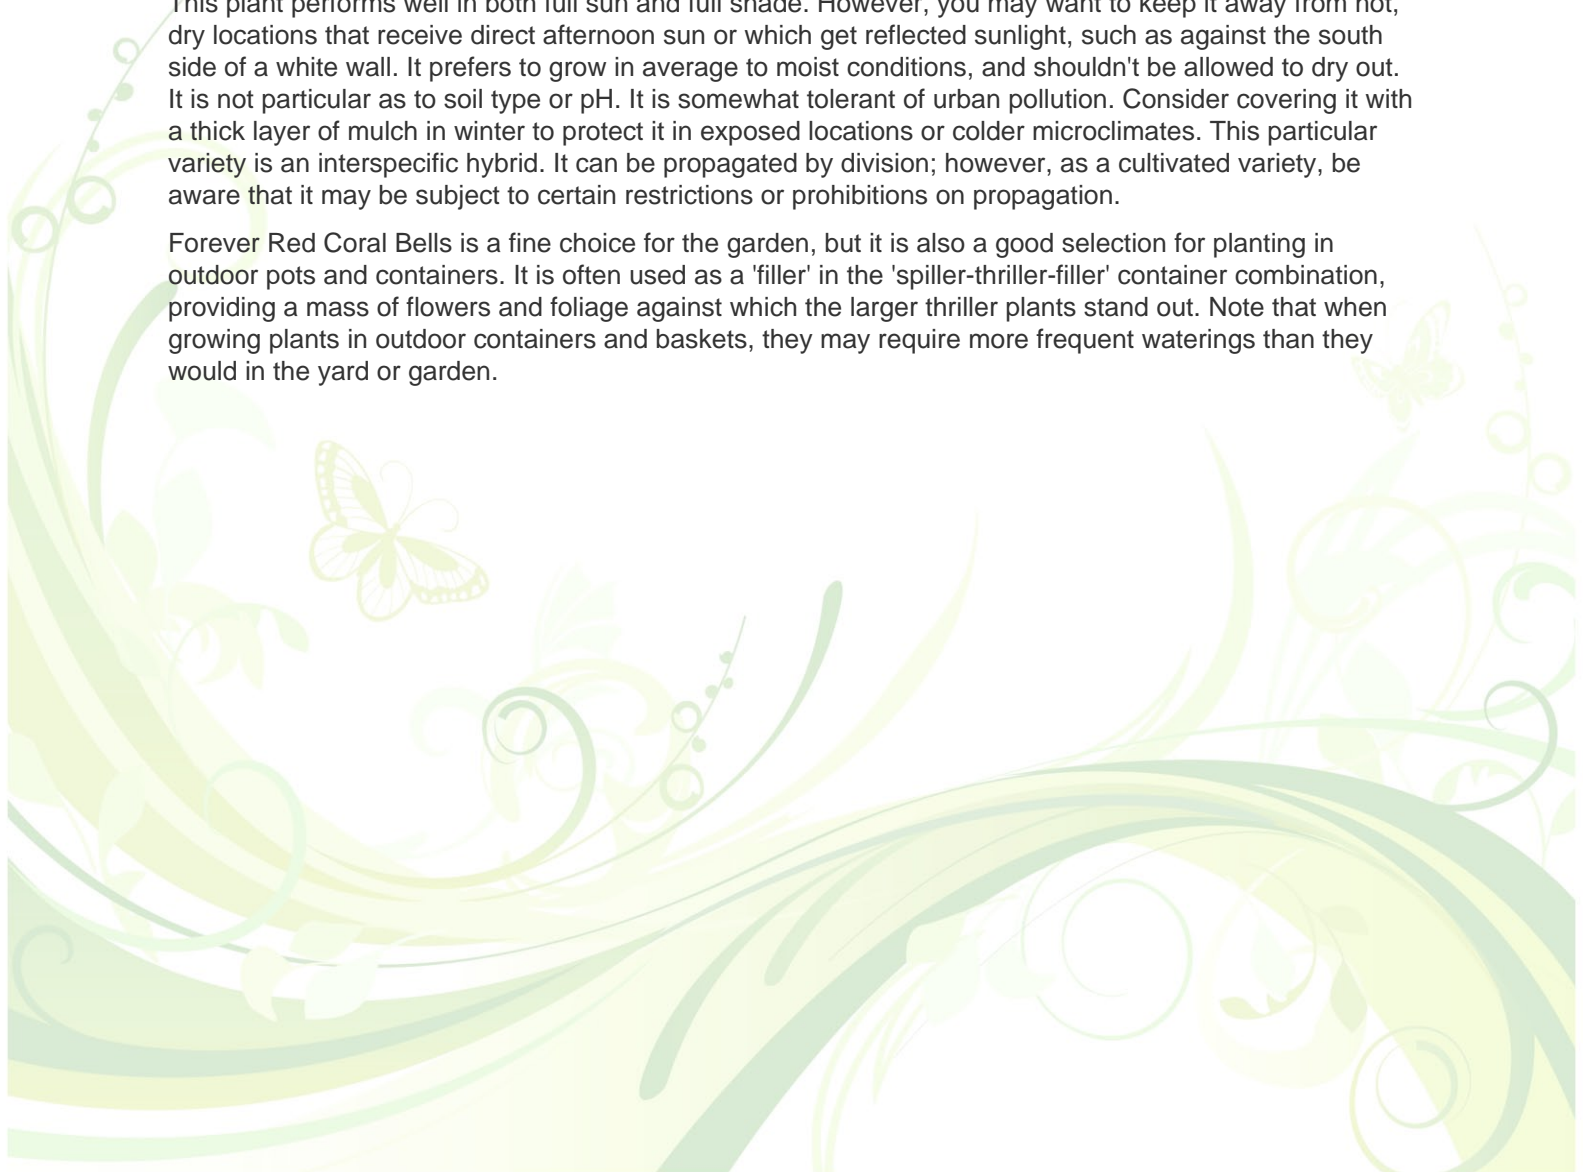 This plant performs well in both full sun and full shade. However, you may want to keep it away from hot,
dry locations that receive direct afternoon sun or which get reflected sunlight, such as against the south
side of a white wall. It prefers to grow in average to moist conditions, and shouldn't be allowed to dry out.
It is not particular as to soil type or pH. It is somewhat tolerant of urban pollution. Consider covering it with
a thick layer of mulch in winter to protect it in exposed locations or colder microclimates. This particular
variety is an interspecific hybrid. It can be propagated by division; however, as a cultivated variety, be
aware that it may be subject to certain restrictions or prohibitions on propagation.
Forever Red Coral Bells is a fine choice for the garden, but it is also a good selection for planting in
outdoor pots and containers. It is often used as a 'filler' in the 'spiller-thriller-filler' container combination,
providing a mass of flowers and foliage against which the larger thriller plants stand out. Note that when
growing plants in outdoor containers and baskets, they may require more frequent waterings than they
would in the yard or garden.